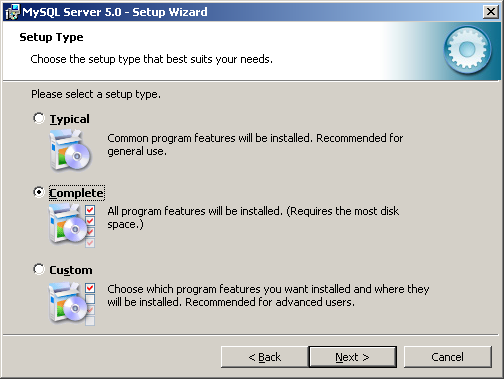 MySQL Server 5.0 - Setup Wizard
Setup Type
Choose the setup type that best suits your needs.
Please select a setup type.
Typical
Common program features will be installed. Recommended for
general use.
Complete
All program features will be installed. (Requires the most disk
space.)
Custom
Choose which program features you want installed and where they
will be installed. Recommended for advanced users.
< Back
Next >
Cancel